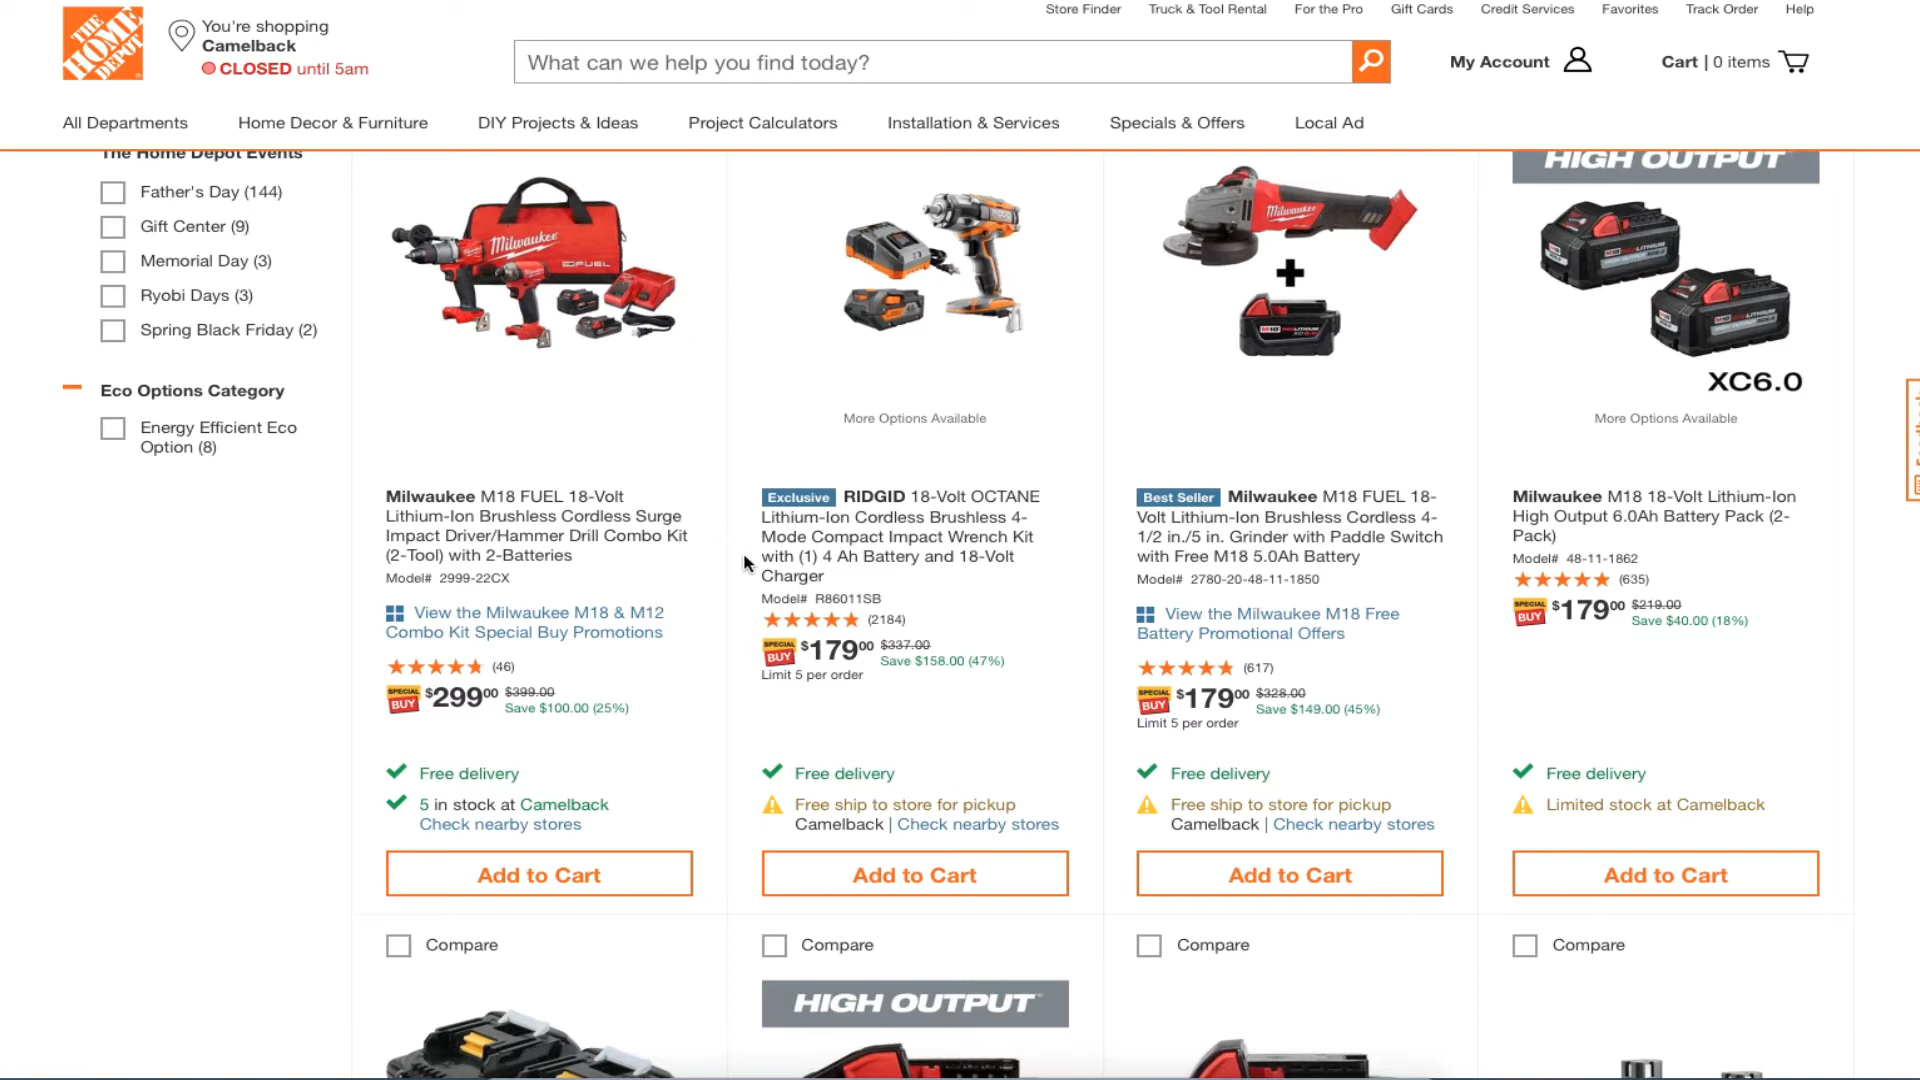 Store Finder
Truck & Tool Rental
For the Pro
Gift Cards
Credit Services
Favorites
Track Order
Help
THE HOME DEPOT
You're shopping
Camelback
CLOSED until 5am
What can we help you find today?
My Account
Cart | 0 items
All Departments
Home Decor & Furniture
DIY Projects & Ideas
Project Calculators
Installation & Services
Specials & Offers
Local Ad
The Home Depot Events
Father's Day (144)
Gift Center (9)
Memorial Day (3)
Ryobi Days (3)
Spring Black Friday (2)
Eco Options Category
Energy Efficient Eco
Option (8)
Milwaukee
FUEL
Milwaukee M18 FUEL 18-Volt
Lithium-Ion Brushless Cordless Surge
Impact Driver/Hammer Drill Combo Kit
(2-Tool) with 2-Batteries
Model# 2999-22CX
View the Milwaukee M18 & M12
Combo Kit Special Buy Promotions
(46)
SPECIAL BUY $299 00 $399.00
Save $100.00 (25%)
Free delivery
5 in stock at Camelback
Check nearby stores
Add to Cart
Compare
More Options Available
Exclusive RIDGID 18-Volt OCTANE
Lithium-Ion Cordless Brushless 4-
Mode Compact Impact Wrench Kit
with (1) 4 Ah Battery and 18-Volt
Charger
Model# R86011SB
(2184)
SPECIAL BUY $179 00 $337.00
Save $158.00 (47%)
Limit 5 per order
Free delivery
Free ship to store for pickup
Camelback | Check nearby stores
Add to Cart
Compare
HIGH OUTPUT
Milwaukee
M18
Best Seller Milwaukee M18 FUEL 18-
Volt Lithium-Ion Brushless Cordless 4-
1/2 in./5 in. Grinder with Paddle Switch
with Free M18 5.0Ah Battery
Model# 2780-20-48-11-1850
View the Milwaukee M18 Free
Battery Promotional Offers
(617)
SPECIAL BUY $179 00 $328.00
Save $149.00 (45%)
Limit 5 per order
Free delivery
Free ship to store for pickup
Camelback | Check nearby stores
Add to Cart
Compare
HIGH OUTPUT
XC6.0
More Options Available
Milwaukee M18 18-Volt Lithium-Ion
High Output 6.0Ah Battery Pack (2-
Pack)
Model# 48-11-1862
(635)
SPECIAL BUY $179 00 $219.00
Save $40.00 (18%)
Free delivery
Limited stock at Camelback
Add to Cart
Compare